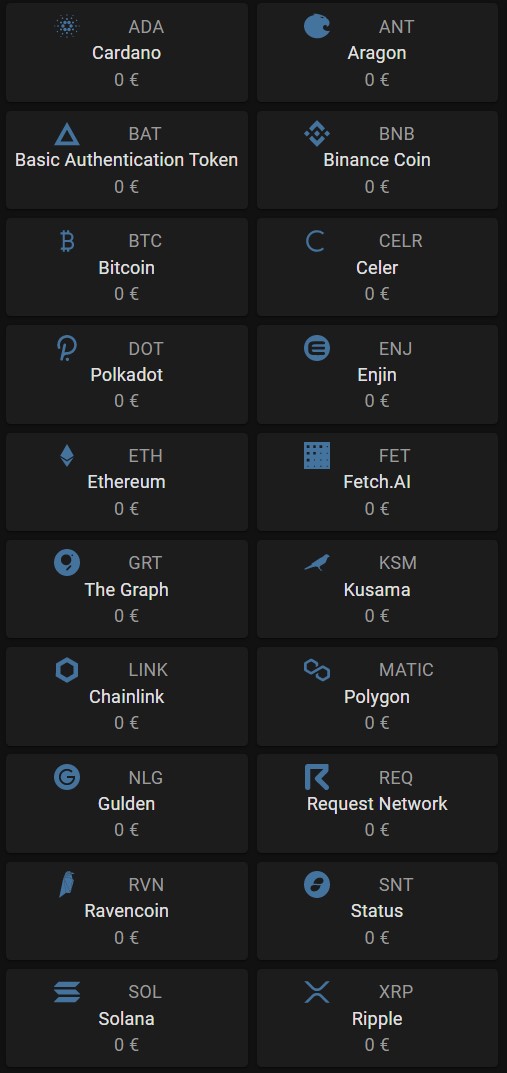 ADA
Cardano
0 €
ANT
Aragon
0 €
BAT
Basic Authentication Token
0 €
BNB
Binance Coin
0 €
BTC
Bitcoin
0 €
CELR
Celer
0 €
DOT
Polkadot
0 €
ENJ
Enjin
0 €
ETH
Ethereum
0 €
FET
Fetch.AI
0 €
GRT
The Graph
0 €
KSM
Kusama
0 €
LINK
Chainlink
0 €
MATIC
Polygon
0 €
NLG
Gulden
0 €
REQ
Request Network
0 €
RVN
Ravencoin
0 €
SNT
Status
0 €
SOL
Solana
0 €
XRP
Ripple
0 €